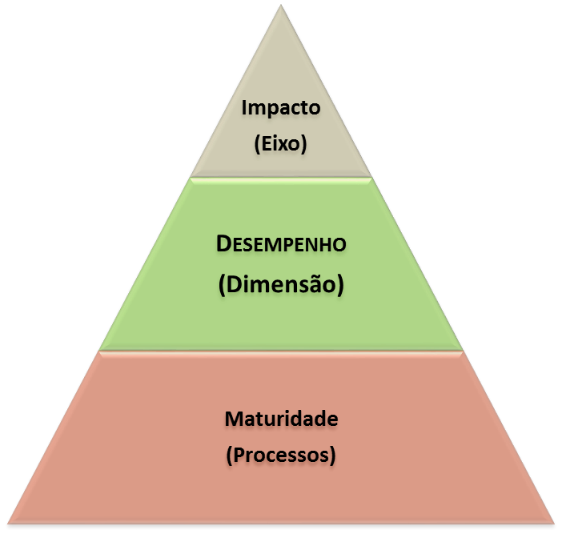 Impacto
(Eixo)
DESEMPENHO
(Dimensão)
Maturidade
(Processos)